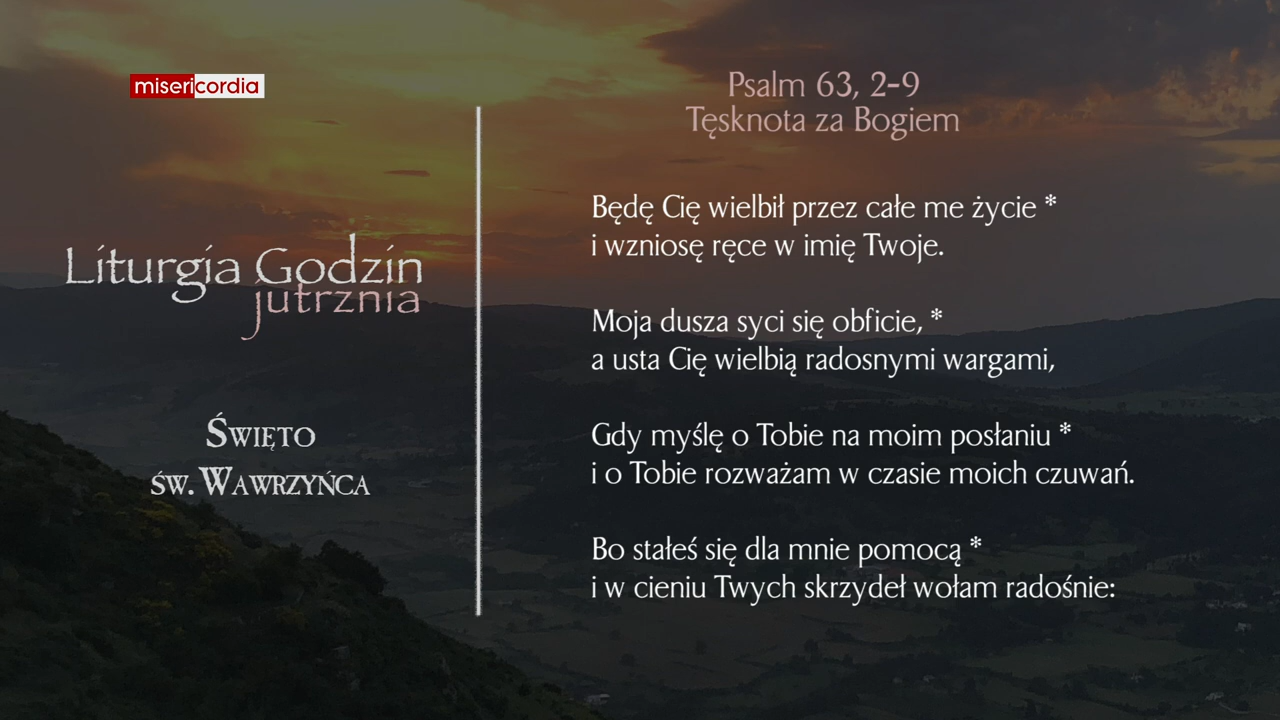 misericordia
Liturgia Godzin
jutrznia
Święto
św. Wawrzyńca
Psalm 63, 2-9
Tęsknota za Bogiem
Będę Cię wielbił przez całe me życie *
i wzniosę ręce w imię Twoje.
Moja dusza syci się obficie, *
a usta Cię wielbią radosnymi wargami,
Gdy myślę o Tobie na moim posłaniu *
i o Tobie rozważam w czasie moich czuwań.
Bo stałeś się dla mnie pomocą *
i w cieniu Twych skrzydeł wołam radośnie: